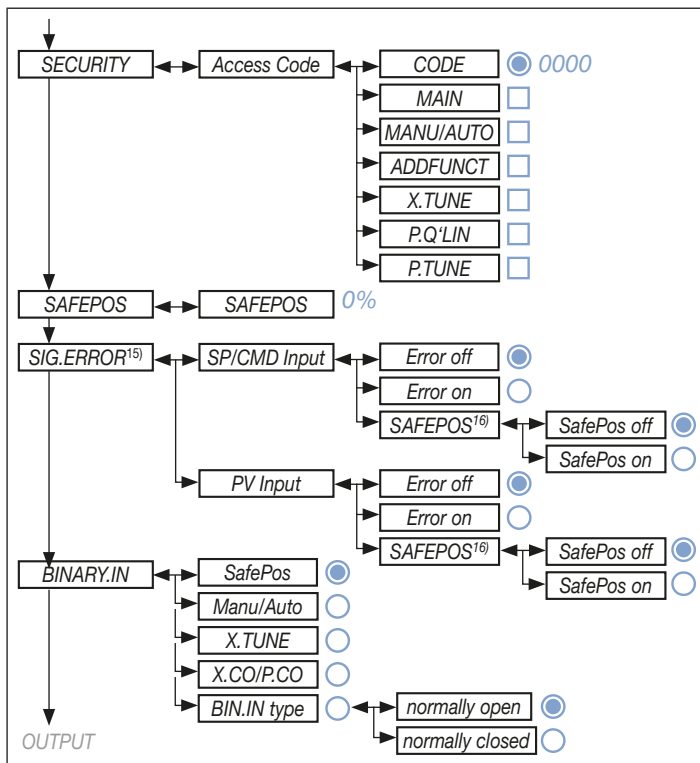 SECURITY Access Code CODE 0000
MAIN
MANU/AUTO
ADDFUNCT
X.TUNE
P.Q‘LIN
P.TUNE
SAFEPOS SAFEPOS 0%
SIG.ERROR15) SP/CMD Input Error off
Error on
SAFEPOS16) SafePos off
SafePos on
PV Input Error off
Error on
SAFEPOS16) SafePos off
SafePos on
BINARY.IN SafePos
Manu/Auto
X.TUNE
X.CO/P.CO
BIN.IN type normally open
normally closed
OUTPUT